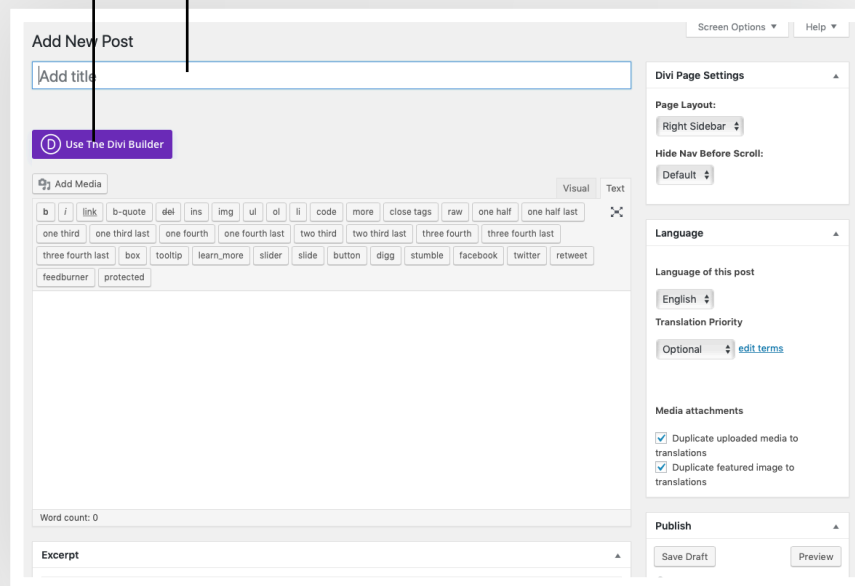 Screen Options ▼ Help ▼
Add New Post
Add title
D Use The Divi Builder
Add Media
Visual Text
b i link b-quote del ins img ul ol li code more close tags raw one half one half last
one third one third last one fourth one fourth last two third two third last three fourth three fourth last
three fourth last box tooltip learn_more slider slide button digg stumble facebook twitter retweet
feedburner protected
Word count: 0
Excerpt
Divi Page Settings
Page Layout:
Right Sidebar
Hide Nav Before Scroll:
Default
Language
Language of this post
English
Translation Priority
Optional edit terms
Media attachments
Duplicate uploaded media to
translations
Duplicate featured image to
translations
Publish
Save Draft Preview